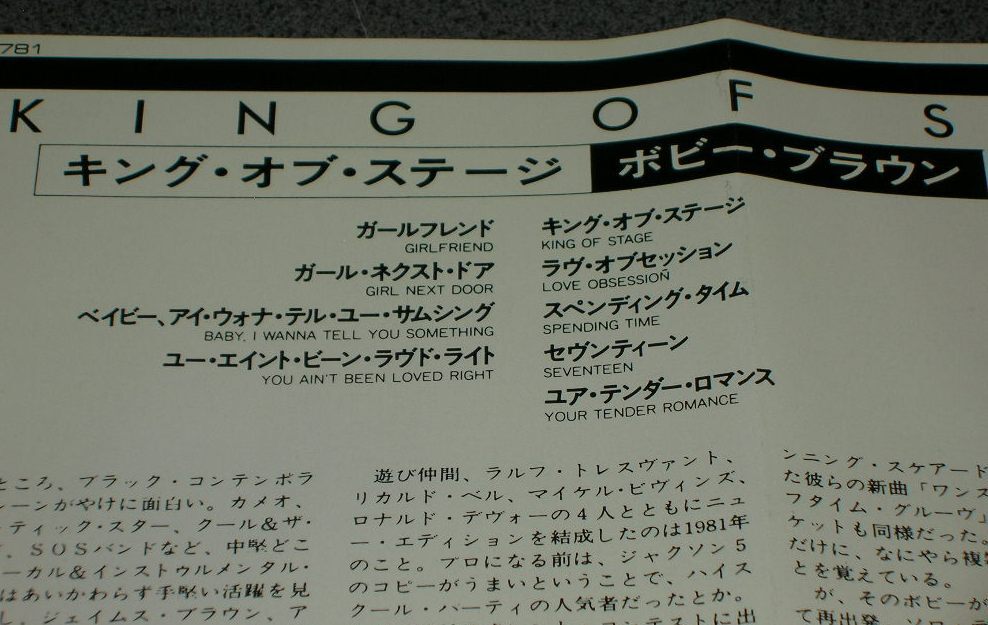 781
KING OF S
キング・オブ・ステージ ボビー・ブラウン
ガールフレンド
GIRLFRIEND
ガール・ネクスト・ドア
GIRL NEXT DOOR
ベイビー、アイ・ウォナ・テル・ユー・サムシング
BABY, I WANNA TELL YOU SOMETHING
ユー・エイント・ビーン・ラヴド・ライト
YOU AIN'T BEEN LOVED RIGHT
キング・オブ・ステージ
KING OF STAGE
ラヴ・オブセッション
LOVE OBSESSION
スペンディング・タイム
SPENDING TIME
セヴンティーン
SEVENTEEN
ユア・テンダー・ロマンス
YOUR TENDER ROMANCE
ところ、ブラック・コンテンポラ
ーンがやけに面白い。カメオ、
ティック・スター、クール&ザ・
、SOSバンドなど、中堅どこ
ーカル&インストゥルメンタル・
はあいかわらず手堅い活躍を見
し、ジェイムス・ブラウン、ア
遊び仲間、ラルフ・トレスヴァント、
リカルド・ベル、マイケル・ビヴィンズ、
ロナルド・デヴォーの4人とともにニュ
ー・エディションを結成したのは1981年
のこと。プロになる前は、ジャクソン5
のコピーがうまいということで、ハイス
クール・パーティの人気者だったとか。
コンテストに出
ンニング・スケアード
た彼らの新曲「ワンス
フタイム・グルーヴ」
ケットも同様だった。
だけに、なにやら複雑
とを覚えている。
が、そのボビーが
て再出発